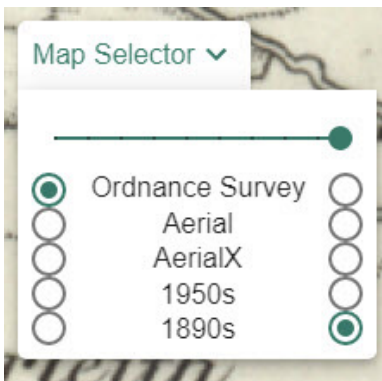 Map Selector
Ordnance Survey
Aerial
AerialX
1950s
1890s